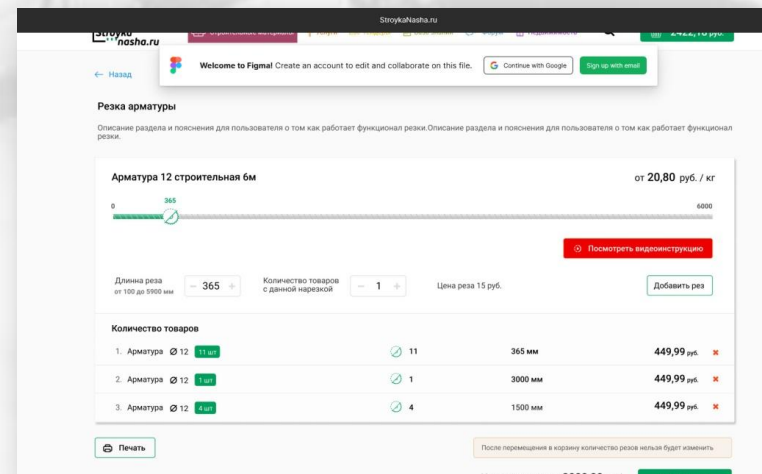 StroykaNasha.ru
nasha.ru
← Назад
Welcome to Figma! Create an account to edit and collaborate on this file.
Continue with Google
Sign up with email
Резка арматуры
Описание раздела и пояснения для пользователя о том как работает функционал резки.Описание раздела и пояснения для пользователя о том как работает функционал
резки.
Арматура 12 строительная 6м
от 20,80 руб. / кг
365
0
6000
Посмотреть видеоинструкцию
Длинна реза
от 100 до 5900 мм
− 365 +
Количество товаров
с данной нарезкой
− 1 +
Цена реза 15 руб.
Добавить рез
Количество товаров
1. Арматура Ø 12 11 шт 11 365 мм 449,99 руб.
2. Арматура Ø 12 1 шт 1 3000 мм 449,99 руб.
3. Арматура Ø 12 4 шт 4 1500 мм 449,99 руб.
Печать
После перемещения в корзину количество резов нельзя будет изменить